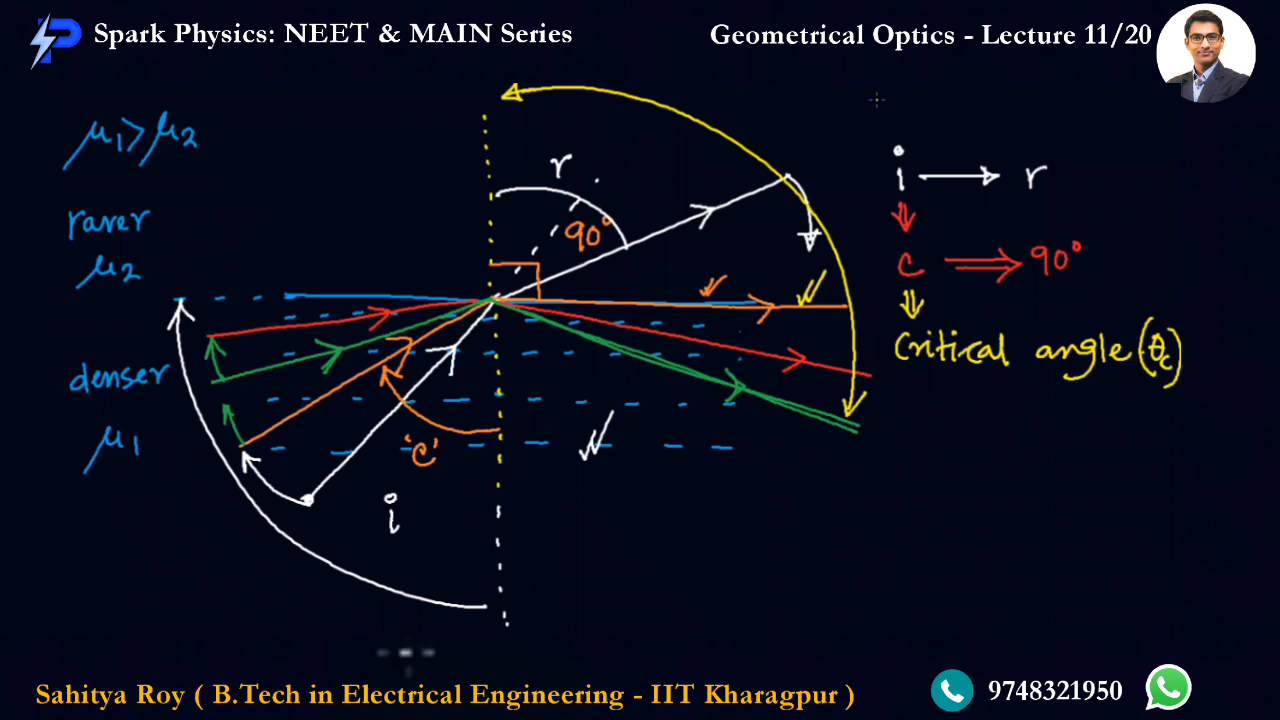 Spark Physics: NEET & MAIN Series
Geometrical Optics - Lecture 11/20
μ1>μ2
rarer
μ2
denser
μ1
r
90°
'c'
i
i → r
⇓
c ⇒ 90°
⇓
Critical angle(θc)
Sahitya Roy ( B.Tech in Electrical Engineering - IIT Kharagpur )
9748321950